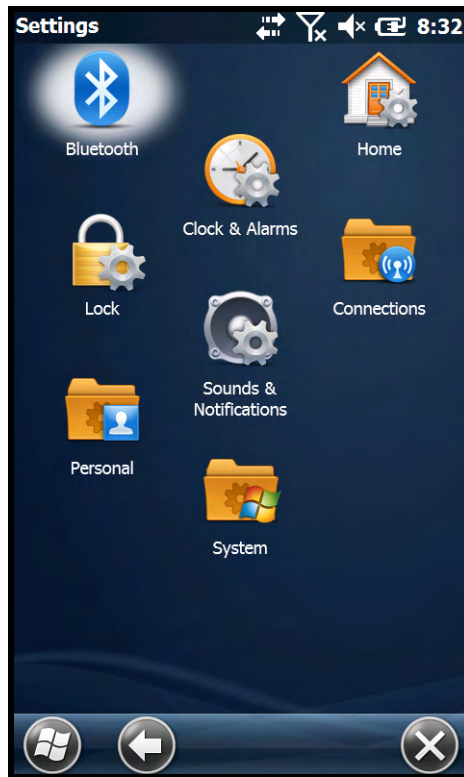 Settings 8:32
Bluetooth
Home
Clock & Alarms
Lock
Connections
Sounds &
Notifications
Personal
System